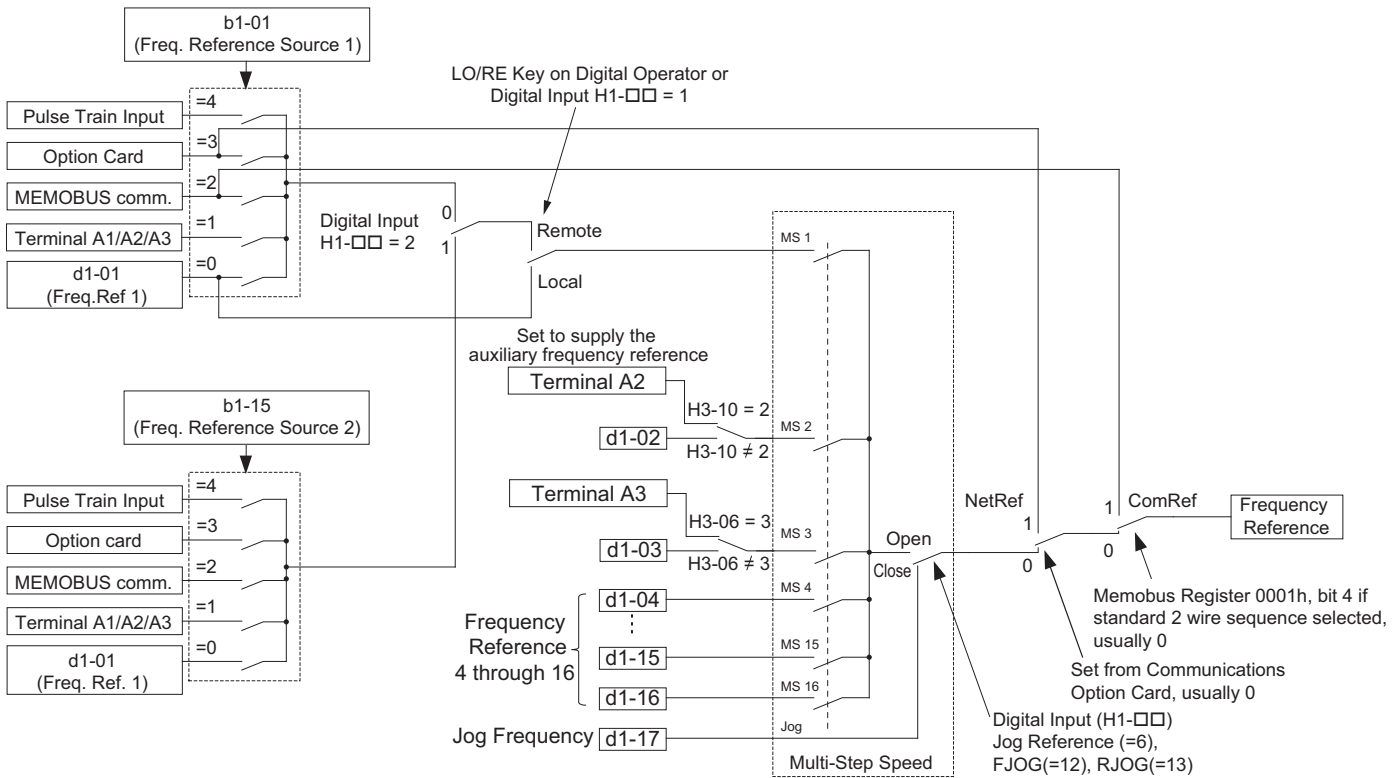 b1-01
(Freq. Reference Source 1)
Pulse Train Input
=4
Option Card
=3
MEMOBUS comm.
=2
Terminal A1/A2/A3
=1
d1-01
(Freq.Ref 1)
=0
LO/RE Key on Digital Operator or
Digital Input H1-□□ = 1
Digital Input
H1-□□ = 2
0
1
Remote
Local
b1-15
(Freq. Reference Source 2)
Pulse Train Input
=4
Option card
=3
MEMOBUS comm.
=2
Terminal A1/A2/A3
=1
d1-01
(Freq. Ref. 1)
=0
Set to supply the
auxiliary frequency reference
Terminal A2
H3-10 = 2
d1-02
H3-10 ≠ 2
Terminal A3
H3-06 = 3
d1-03
H3-06 ≠ 3
Frequency
Reference
4 through 16
d1-04
d1-15
d1-16
Jog Frequency
d1-17
MS 1
MS 2
MS 3
MS 4
MS 15
MS 16
Jog
Multi-Step Speed
Open
Close
NetRef
1
0
ComRef
1
0
Frequency
Reference
Memobus Register 0001h, bit 4 if
standard 2 wire sequence selected,
usually 0
Set from Communications
Option Card, usually 0
Digital Input (H1-□□)
Jog Reference (=6),
FJOG(=12), RJOG(=13)